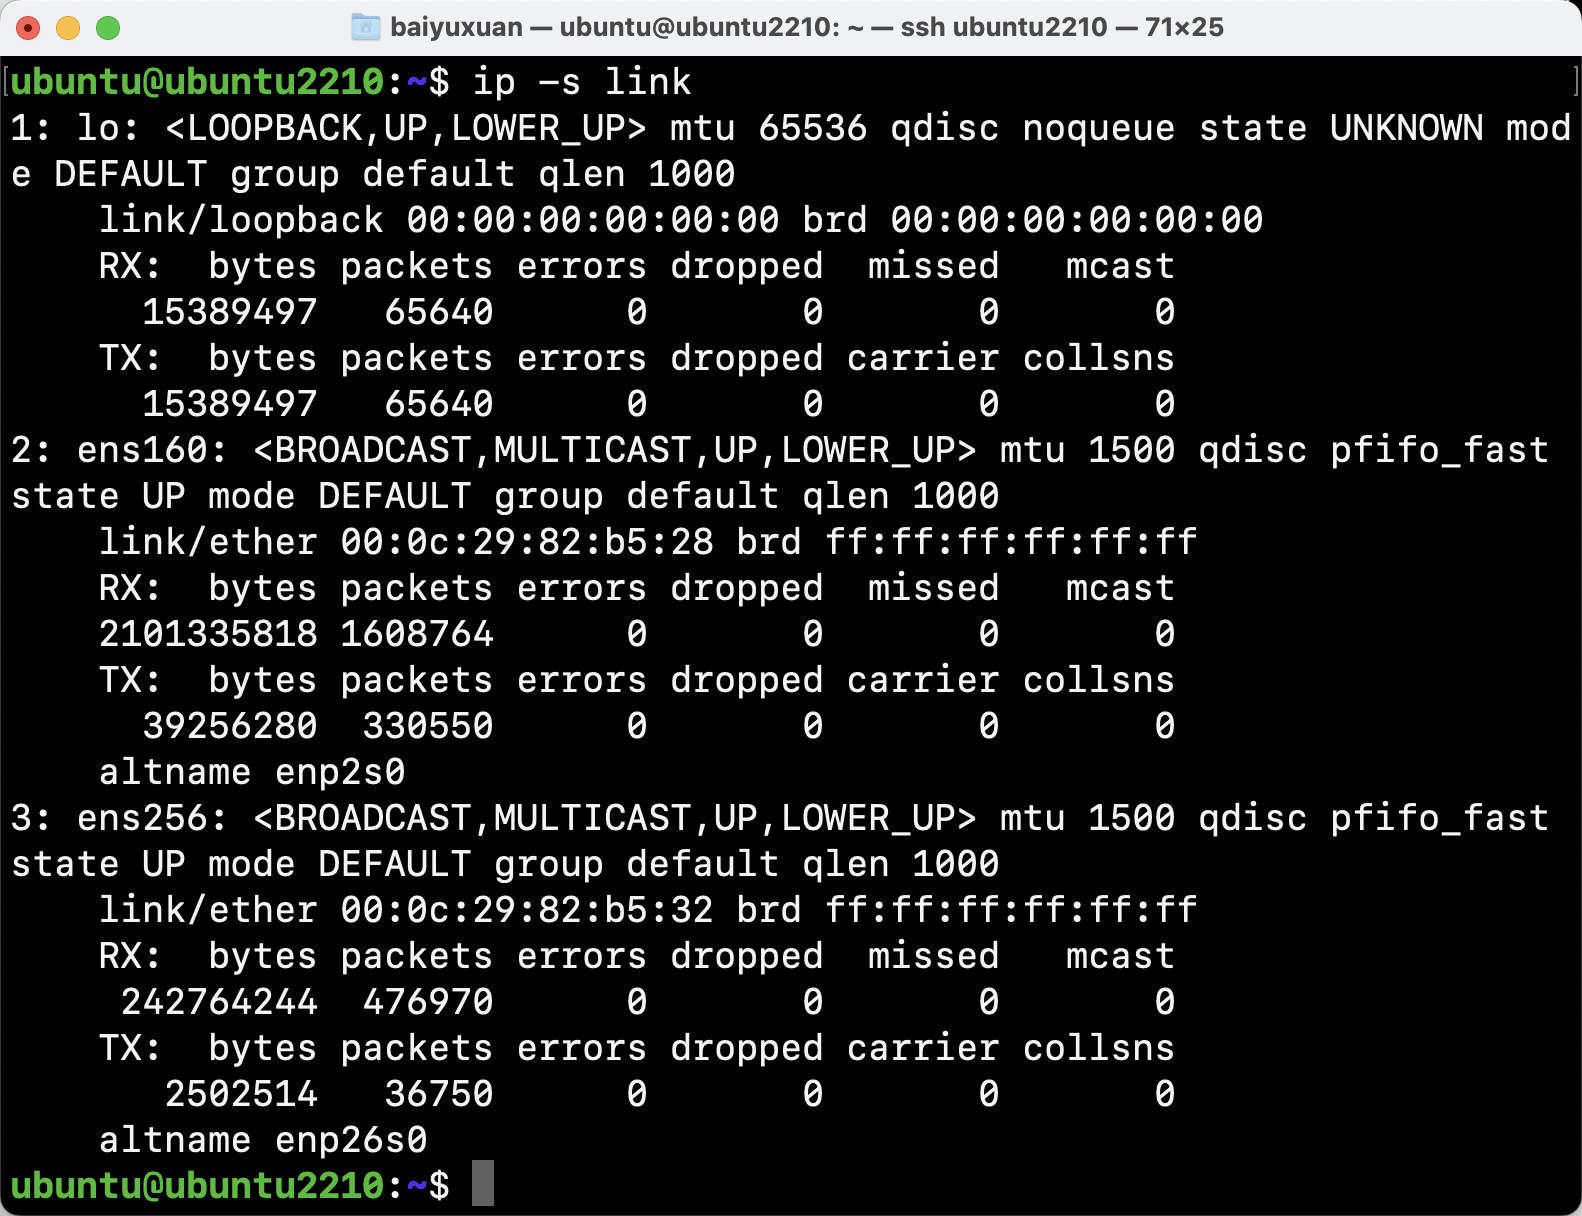 baiyuxuan — ubuntu@ubuntu2210: ~ — ssh ubuntu2210 — 71×25
[ubuntu@ubuntu2210:~$ ip -s link ]
1: lo: <LOOPBACK,UP,LOWER_UP> mtu 65536 qdisc noqueue state UNKNOWN mod
e DEFAULT group default qlen 1000
    link/loopback 00:00:00:00:00:00 brd 00:00:00:00:00:00
    RX:  bytes packets errors dropped  missed   mcast
      15389497   65640      0       0       0       0
    TX:  bytes packets errors dropped carrier collsns
      15389497   65640      0       0       0       0
2: ens160: <BROADCAST,MULTICAST,UP,LOWER_UP> mtu 1500 qdisc pfifo_fast
state UP mode DEFAULT group default qlen 1000
    link/ether 00:0c:29:82:b5:28 brd ff:ff:ff:ff:ff:ff
    RX:  bytes packets errors dropped  missed   mcast
    2101335818 1608764      0       0       0       0
    TX:  bytes packets errors dropped carrier collsns
      39256280  330550      0       0       0       0
    altname enp2s0
3: ens256: <BROADCAST,MULTICAST,UP,LOWER_UP> mtu 1500 qdisc pfifo_fast
state UP mode DEFAULT group default qlen 1000
    link/ether 00:0c:29:82:b5:32 brd ff:ff:ff:ff:ff:ff
    RX:  bytes packets errors dropped  missed   mcast
     242764244  476970      0       0       0       0
    TX:  bytes packets errors dropped carrier collsns
       2502514   36750      0       0       0       0
    altname enp26s0
ubuntu@ubuntu2210:~$